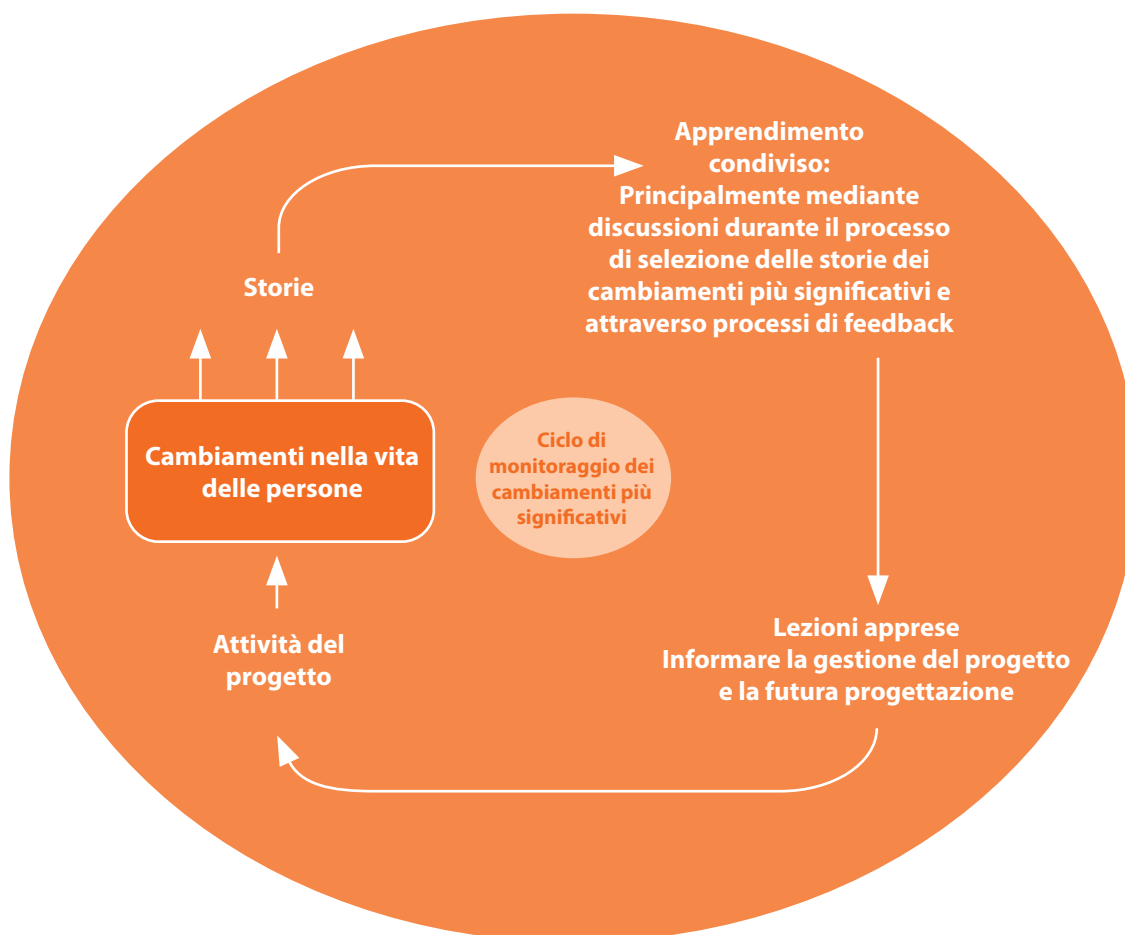 Apprendimento
condiviso:
Principalmente mediante
discussioni durante il processo
di selezione delle storie dei
cambiamenti più significativi e
attraverso processi di feedback
Storie
Cambiamenti nella vita
delle persone
Ciclo di
monitoraggio dei
cambiamenti più
significativi
Attività del
progetto
Lezioni apprese
Informare la gestione del progetto
e la futura progettazione